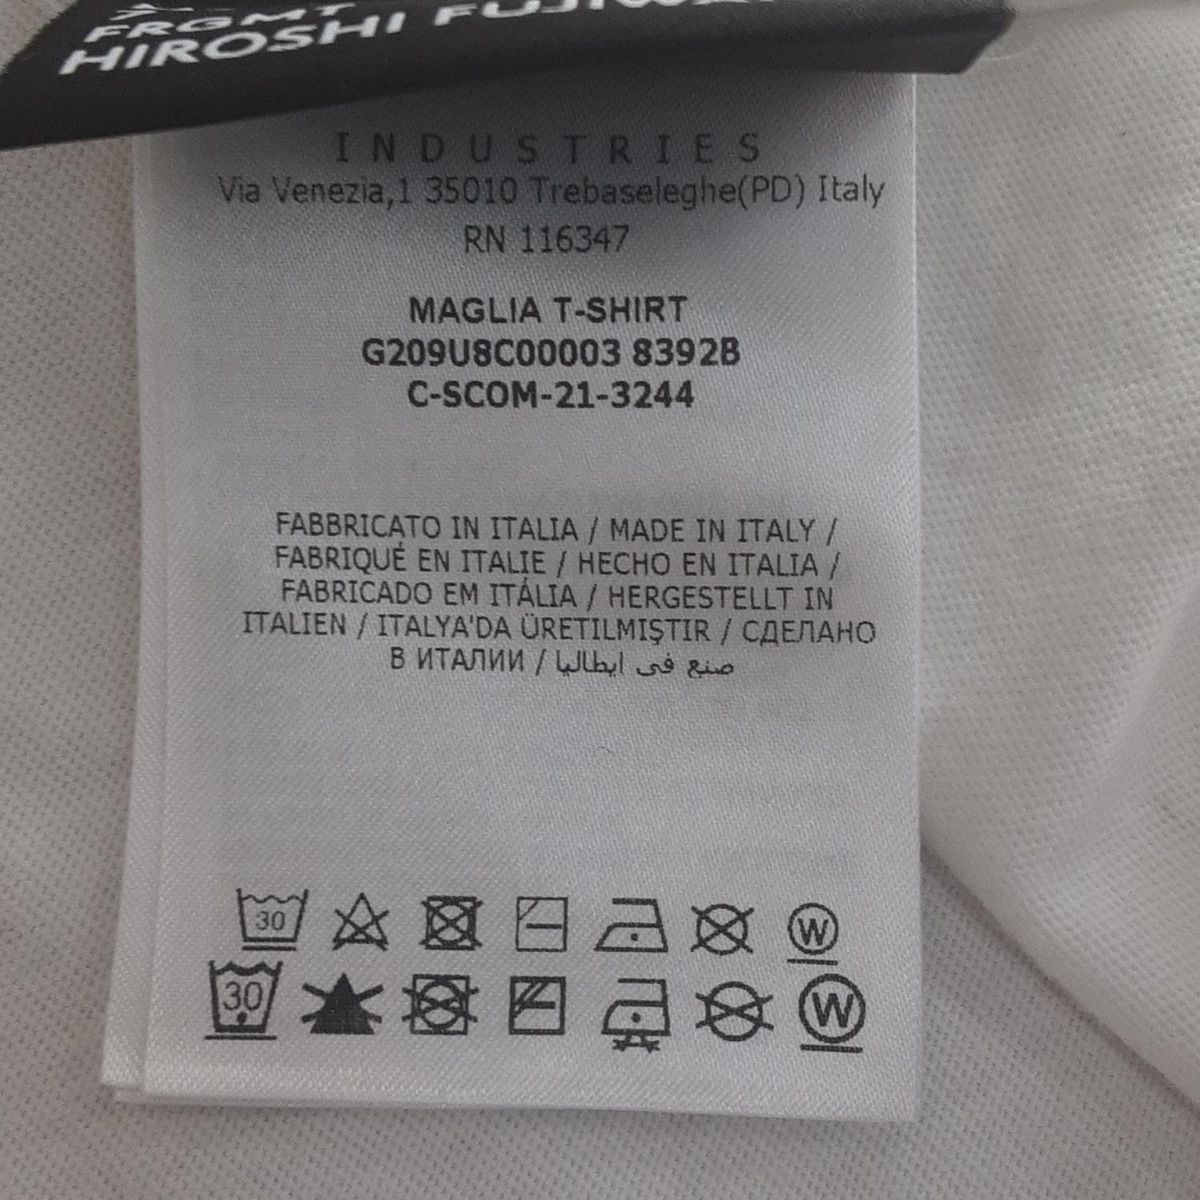 FRGMT
HIROSHI FUJIWA
INDUSTRIES
Via Venezia,1 35010 Trebaseleghe(PD) Italy
RN 116347
MAGLIA T-SHIRT
G209U8C00003 8392B
C-SCOM-21-3244
FABBRICATO IN ITALIA / MADE IN ITALY /
FABRIQUÉ EN ITALIE / HECHO EN ITALIA /
FABRICADO EM ITÁLIA / HERGESTELLT IN
ITALIEN / ITALYA'DA ÜRETILMIŞTIR / СДЕЛАНО
В ИТАЛИИ / صنع فى ايطاليا
30 W
30 W